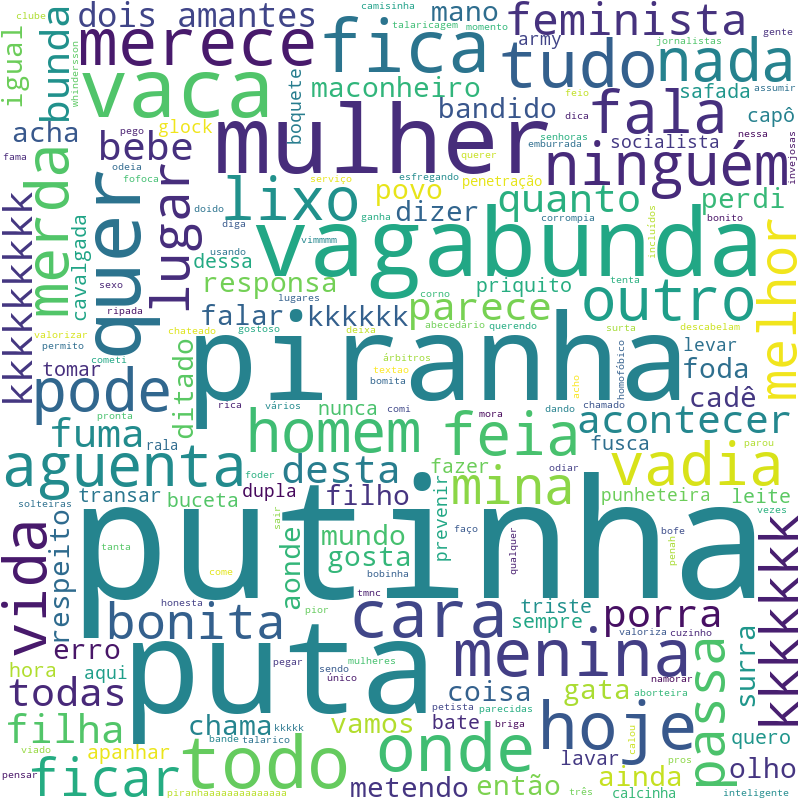 camisinha
clube
dois amantes
mano
feminista
talaricagem
momento
gente
igual
bunda
whindersson
merece
fica
army
tudo
nada
jornalistas
vaca
boquete
maconheiro
bandido
fala
safada
assumir
feio
dica
capô
acha
bebe
glock
mulher
senhoras
emburrada
socialista
nessa
invejosas
fama
pego
odeia
fofoca
querer
ninguém
merda
quer
lugar
serviço
esfregando
penetração
povo
quanto
perdi
kkkkkkkkk
cavalgada
doido
lixo
ganha
dizer
corrompia
bonito
diga
vagabunda
incluídos
sexo
usando
vimmmm
dessa
responsa
lugares
priquito
outro
tenta
melhor
ripada
gostoso
deixa
corno
parece
falar
kkkkkk
abecedário
querendo
surta
descabelam
valorizar
chateado
permito
piranha
levar
tomar
árbitros
homofóbico
foda
cometi
textao
acho
pode
ditado
bomita
chamado
cadê
rica
vários
nunca
comi
mora
dando
pronta
fuma
homem
feia
acontecer
rala
fusca
parou
aguenta
foder
desta
fazer
odiar
vadia
solteiras
transar
buceta
dupla
filho
prevenir
mina
punheteira
leite
vezes
vida
respeito
sair
putinha
tanta
mundo
faço
qualquer
bofe
penah
kkkkkkkk
come
aonde
gosta
bobinha
honesta
pior
tmnc
triste
bonita
cara
sempre
porra
valoriza
cuzinho
erro
puta
menina
namorar
surra
hora
aqui
pegar
sendo
único
mulheres
coisa
petista
parecidas
gata
aborteira
passa
todas
filha
chama
kkkkk
vamos
bate
briga
hoje
calou
quero
viado
apanhar
bande
talarico
todo
onde
lavar
pros
pensar
ficar
metendo
então
ainda
olho
piranhaaaaaaaaaaaaaa
três
calcinha
inteligente